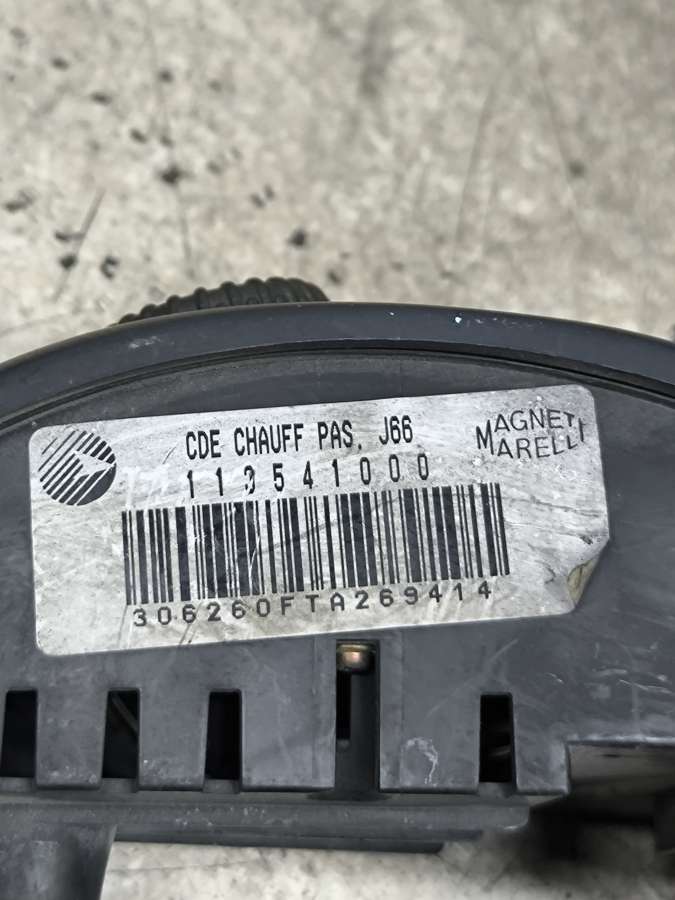 CDE CHAUFF PAS. J66
MAGNETI
MARELLI
113541000
306260FTA269414